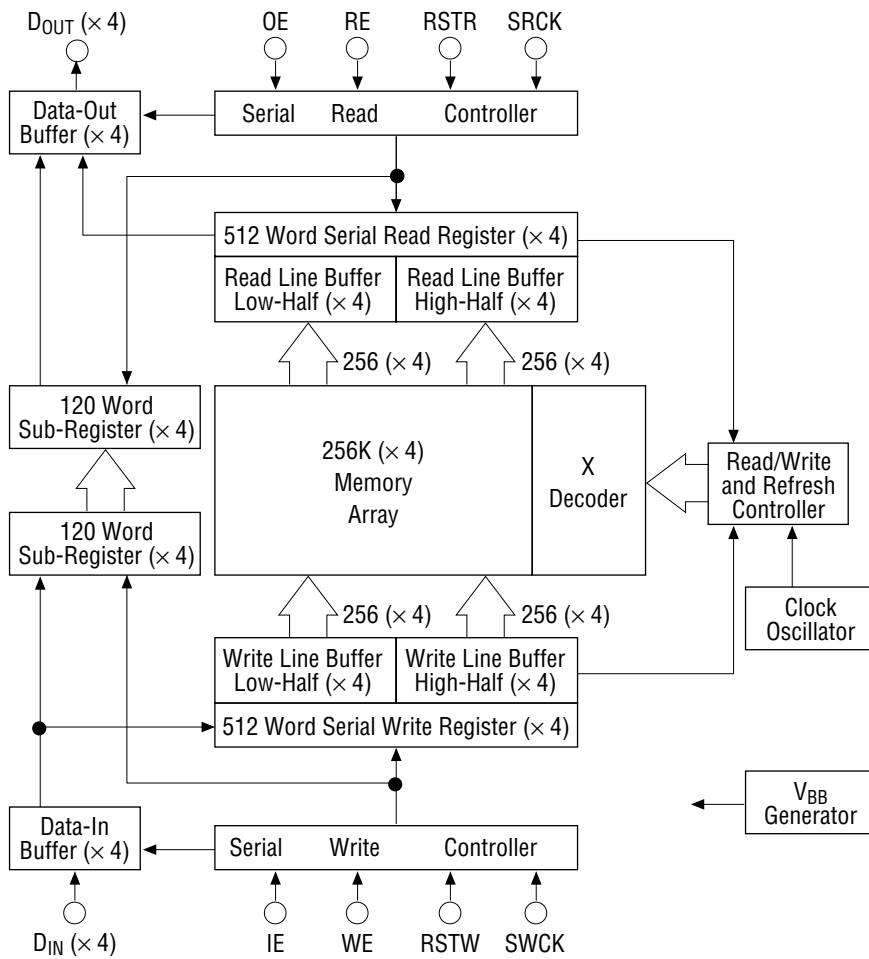 D_OUT (× 4)
OE
RE
RSTR
SRCK
Data-Out
Buffer (× 4)
Serial Read Controller
512 Word Serial Read Register (× 4)
Read Line Buffer
Low-Half (× 4)
Read Line Buffer
High-Half (× 4)
256 (× 4)
256 (× 4)
120 Word
Sub-Register (× 4)
256K (× 4)
Memory
Array
X
Decoder
Read/Write
and Refresh
Controller
120 Word
Sub-Register (× 4)
256 (× 4)
256 (× 4)
Clock
Oscillator
Write Line Buffer
Low-Half (× 4)
Write Line Buffer
High-Half (× 4)
512 Word Serial Write Register (× 4)
V_BB
Generator
Data-In
Buffer (× 4)
Serial Write Controller
D_IN (× 4)
IE
WE
RSTW
SWCK